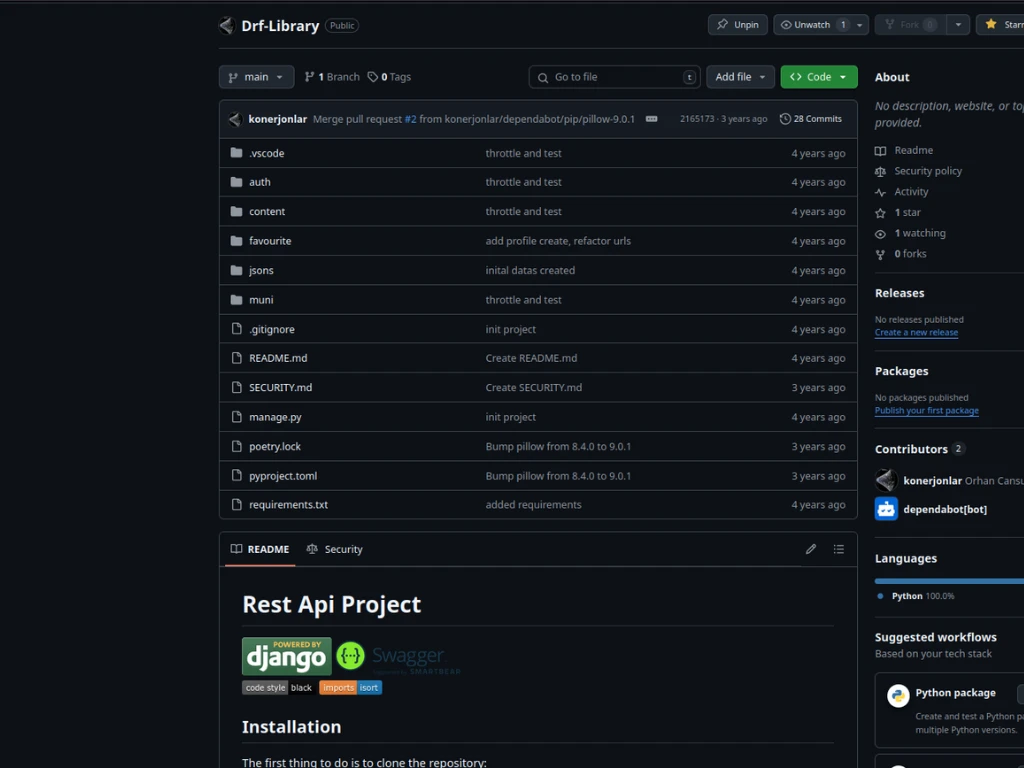 Drf-Library Public
Unpin
Unwatch 1
Fork 0
Starr
main
1 Branch
0 Tags
Go to file t
Add file
Code
konerjonlar Merge pull request #2 from konerjonlar/dependabot/pip/pillow-9.0.1 2165173 · 3 years ago 28 Commits
.vscode throttle and test 4 years ago
auth throttle and test 4 years ago
content throttle and test 4 years ago
favourite add profile create, refactor urls 4 years ago
jsons inital datas created 4 years ago
muni throttle and test 4 years ago
.gitignore init project 4 years ago
README.md Create README.md 4 years ago
SECURITY.md Create SECURITY.md 3 years ago
manage.py init project 4 years ago
poetry.lock Bump pillow from 8.4.0 to 9.0.1 3 years ago
pyproject.toml Bump pillow from 8.4.0 to 9.0.1 3 years ago
requirements.txt added requirements 4 years ago
README
Security
Rest Api Project
POWERED BY
django
{··} Swagger
SMARTBEAR
code style black
imports isort
Installation
The first thing to do is to clone the repository:
About
No description, website, or top
provided.
Readme
Security policy
Activity
1 star
1 watching
0 forks
Releases
No releases published
Create a new release
Packages
No packages published
Publish your first package
Contributors 2
konerjonlar Orhan Cansu
dependabot[bot]
Languages
Python 100.0%
Suggested workflows
Based on your tech stack
Python package
Create and test a Python pa
multiple Python versions.